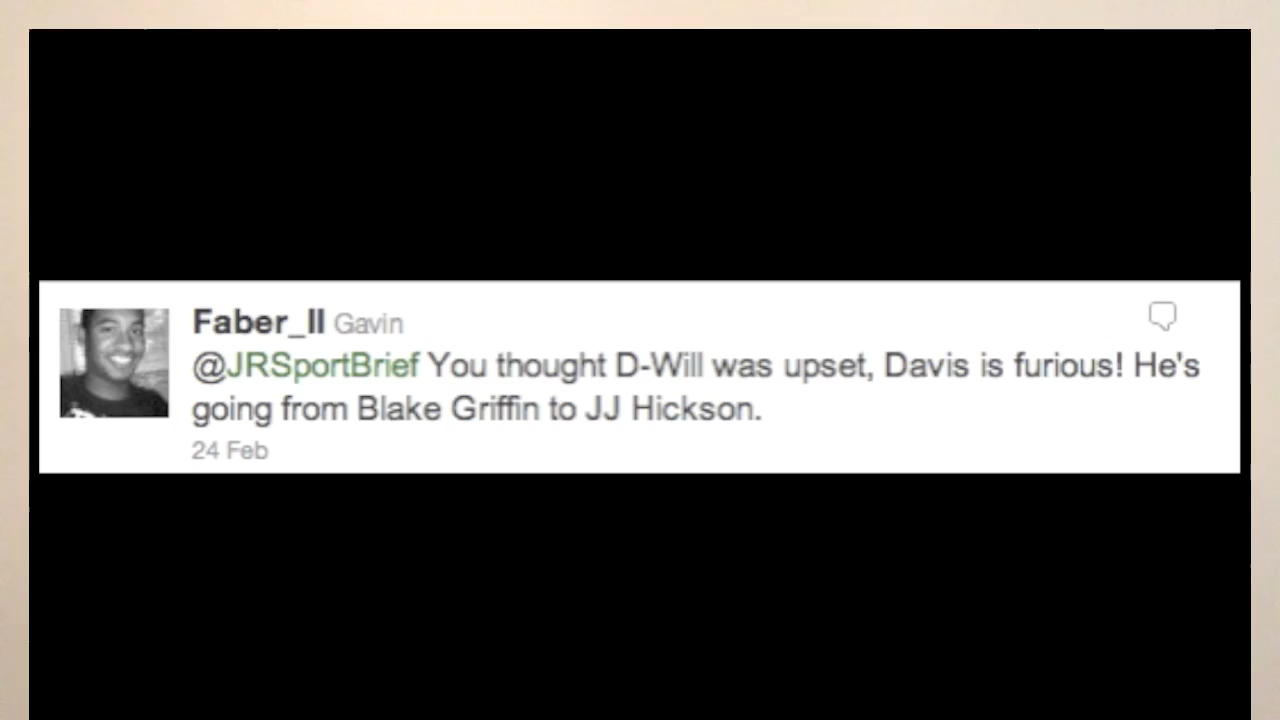 Faber_II Gavin
@JRSportBrief You thought D-Will was upset, Davis is furious! He's
going from Blake Griffin to JJ Hickson.
24 Feb